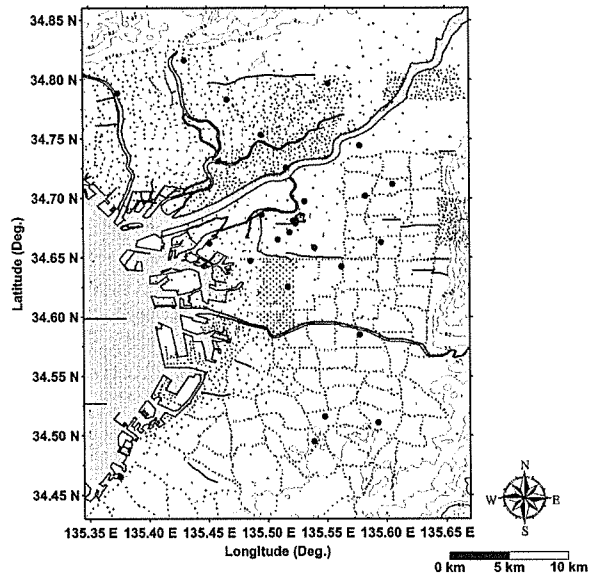 34.85 N
34.80 N
34.75 N
34.70 N
34.65 N
34.60 N
34.55 N
34.50 N
34.45 N
Latitude (Deg.)
135.35 E 135.40 E 135.45 E 135.50 E 135.55 E 135.60 E 135.65 E
Longitude (Deg.)
N
W E
S
0 km 5 km 10 km